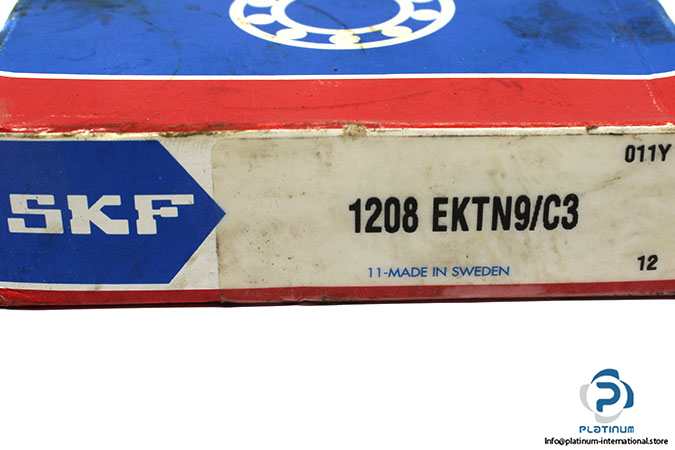 011Y
SKF
1208 EKTN9/C3
11-MADE IN SWEDEN
12
PLATINUM
Info@platinum-international.store